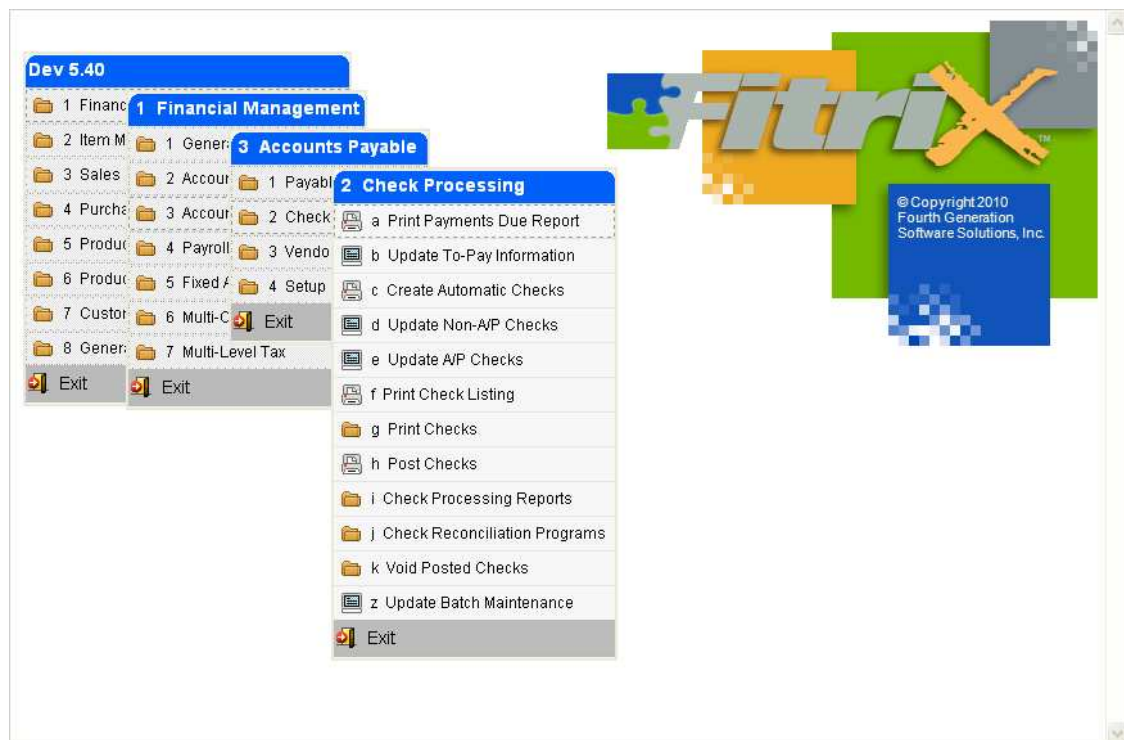 Dev 5.40
1 Financ
2 Item M
3 Sales
4 Purcha
5 Produc
6 Produc
7 Custor
8 Genera
Exit
1 Financial Management
1 Genera
2 Accour
3 Accour
4 Payroll
5 Fixed A
6 Multi-C
7 Multi-Level Tax
Exit
3 Accounts Payable
1 Payabl
2 Check
3 Vendo
4 Setup
Exit
2 Check Processing
a Print Payments Due Report
b Update To-Pay Information
c Create Automatic Checks
d Update Non-A/P Checks
e Update A/P Checks
f Print Check Listing
g Print Checks
h Post Checks
i Check Processing Reports
j Check Reconciliation Programs
k Void Posted Checks
z Update Batch Maintenance
Exit
FitriX™
© Copyright 2010
Fourth Generation
Software Solutions, Inc.